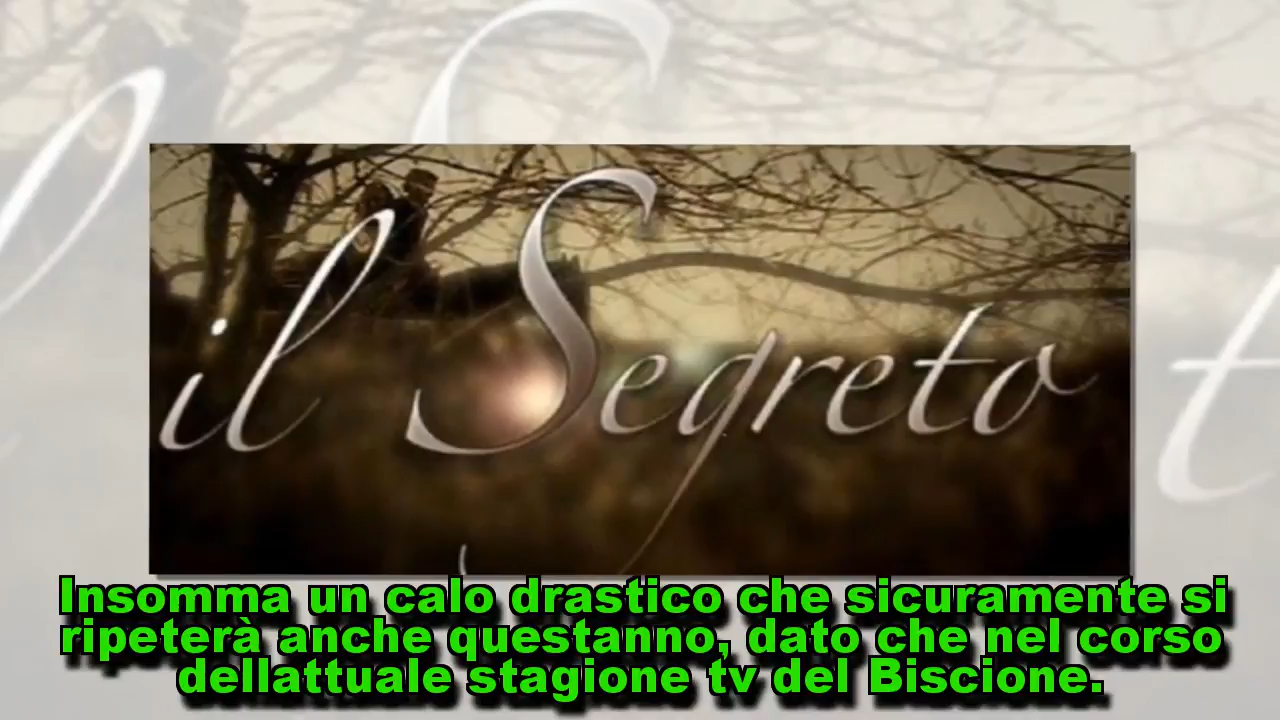 il Segreto
Insomma un calo drastico che sicuramente si
ripeterà anche questanno, dato che nel corso
dellattuale stagione tv del Biscione.